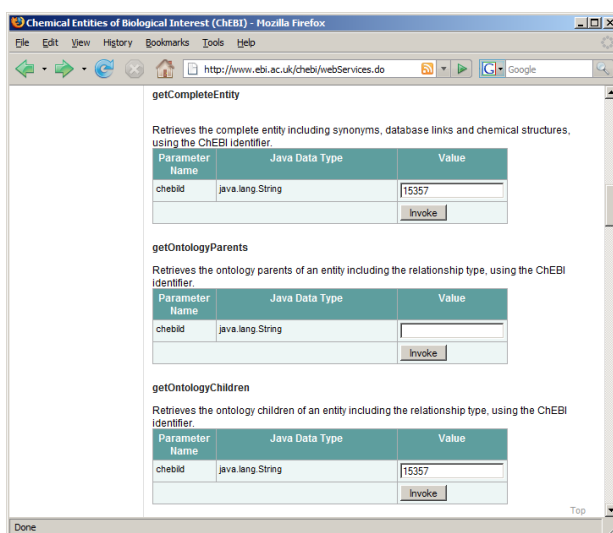 Chemical Entities of Biological Interest (ChEBI) - Mozilla Firefox
File Edit View History Bookmarks Tools Help
http://www.ebi.ac.uk/chebi/webServices.do
G Google
getCompleteEntity
Retrieves the complete entity including synonyms, database links and chemical structures,
using the ChEBI identifier.
Parameter Name Java Data Type Value
chebiId java.lang.String 15357
Invoke
getOntologyParents
Retrieves the ontology parents of an entity including the relationship type, using the ChEBI
identifier.
Parameter Name Java Data Type Value
chebiId java.lang.String
Invoke
getOntologyChildren
Retrieves the ontology children of an entity including the relationship type, using the ChEBI
identifier.
Parameter Name Java Data Type Value
chebiId java.lang.String 15357
Invoke
Top
Done